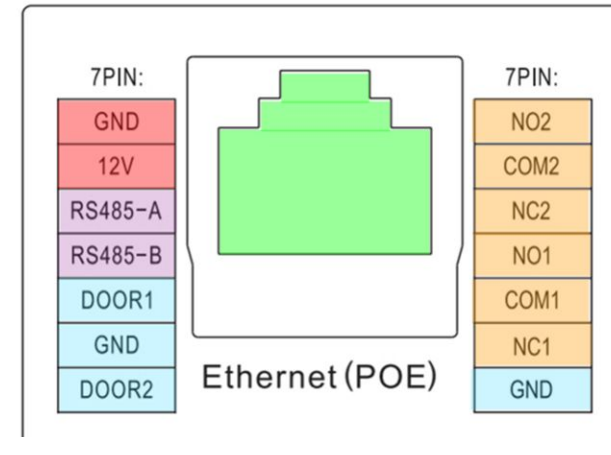 7PIN:
GND
12V
RS485-A
RS485-B
DOOR1
GND
DOOR2
Ethernet (POE)
7PIN:
NO2
COM2
NC2
NO1
COM1
NC1
GND